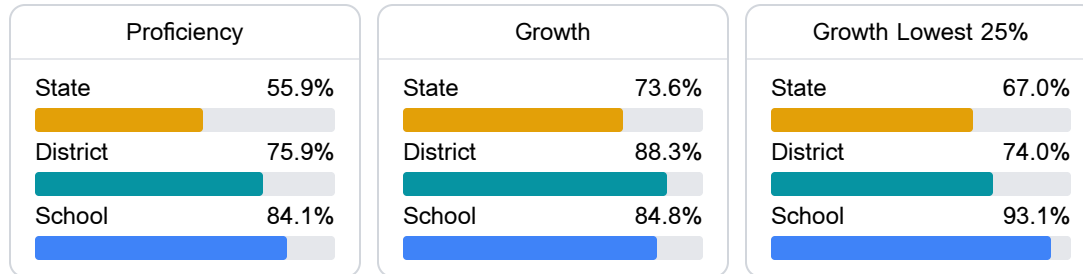 Proficiency
State 55.9%
District 75.9%
School 84.1%
Growth
State 73.6%
District 88.3%
School 84.8%
Growth Lowest 25%
State 67.0%
District 74.0%
School 93.1%